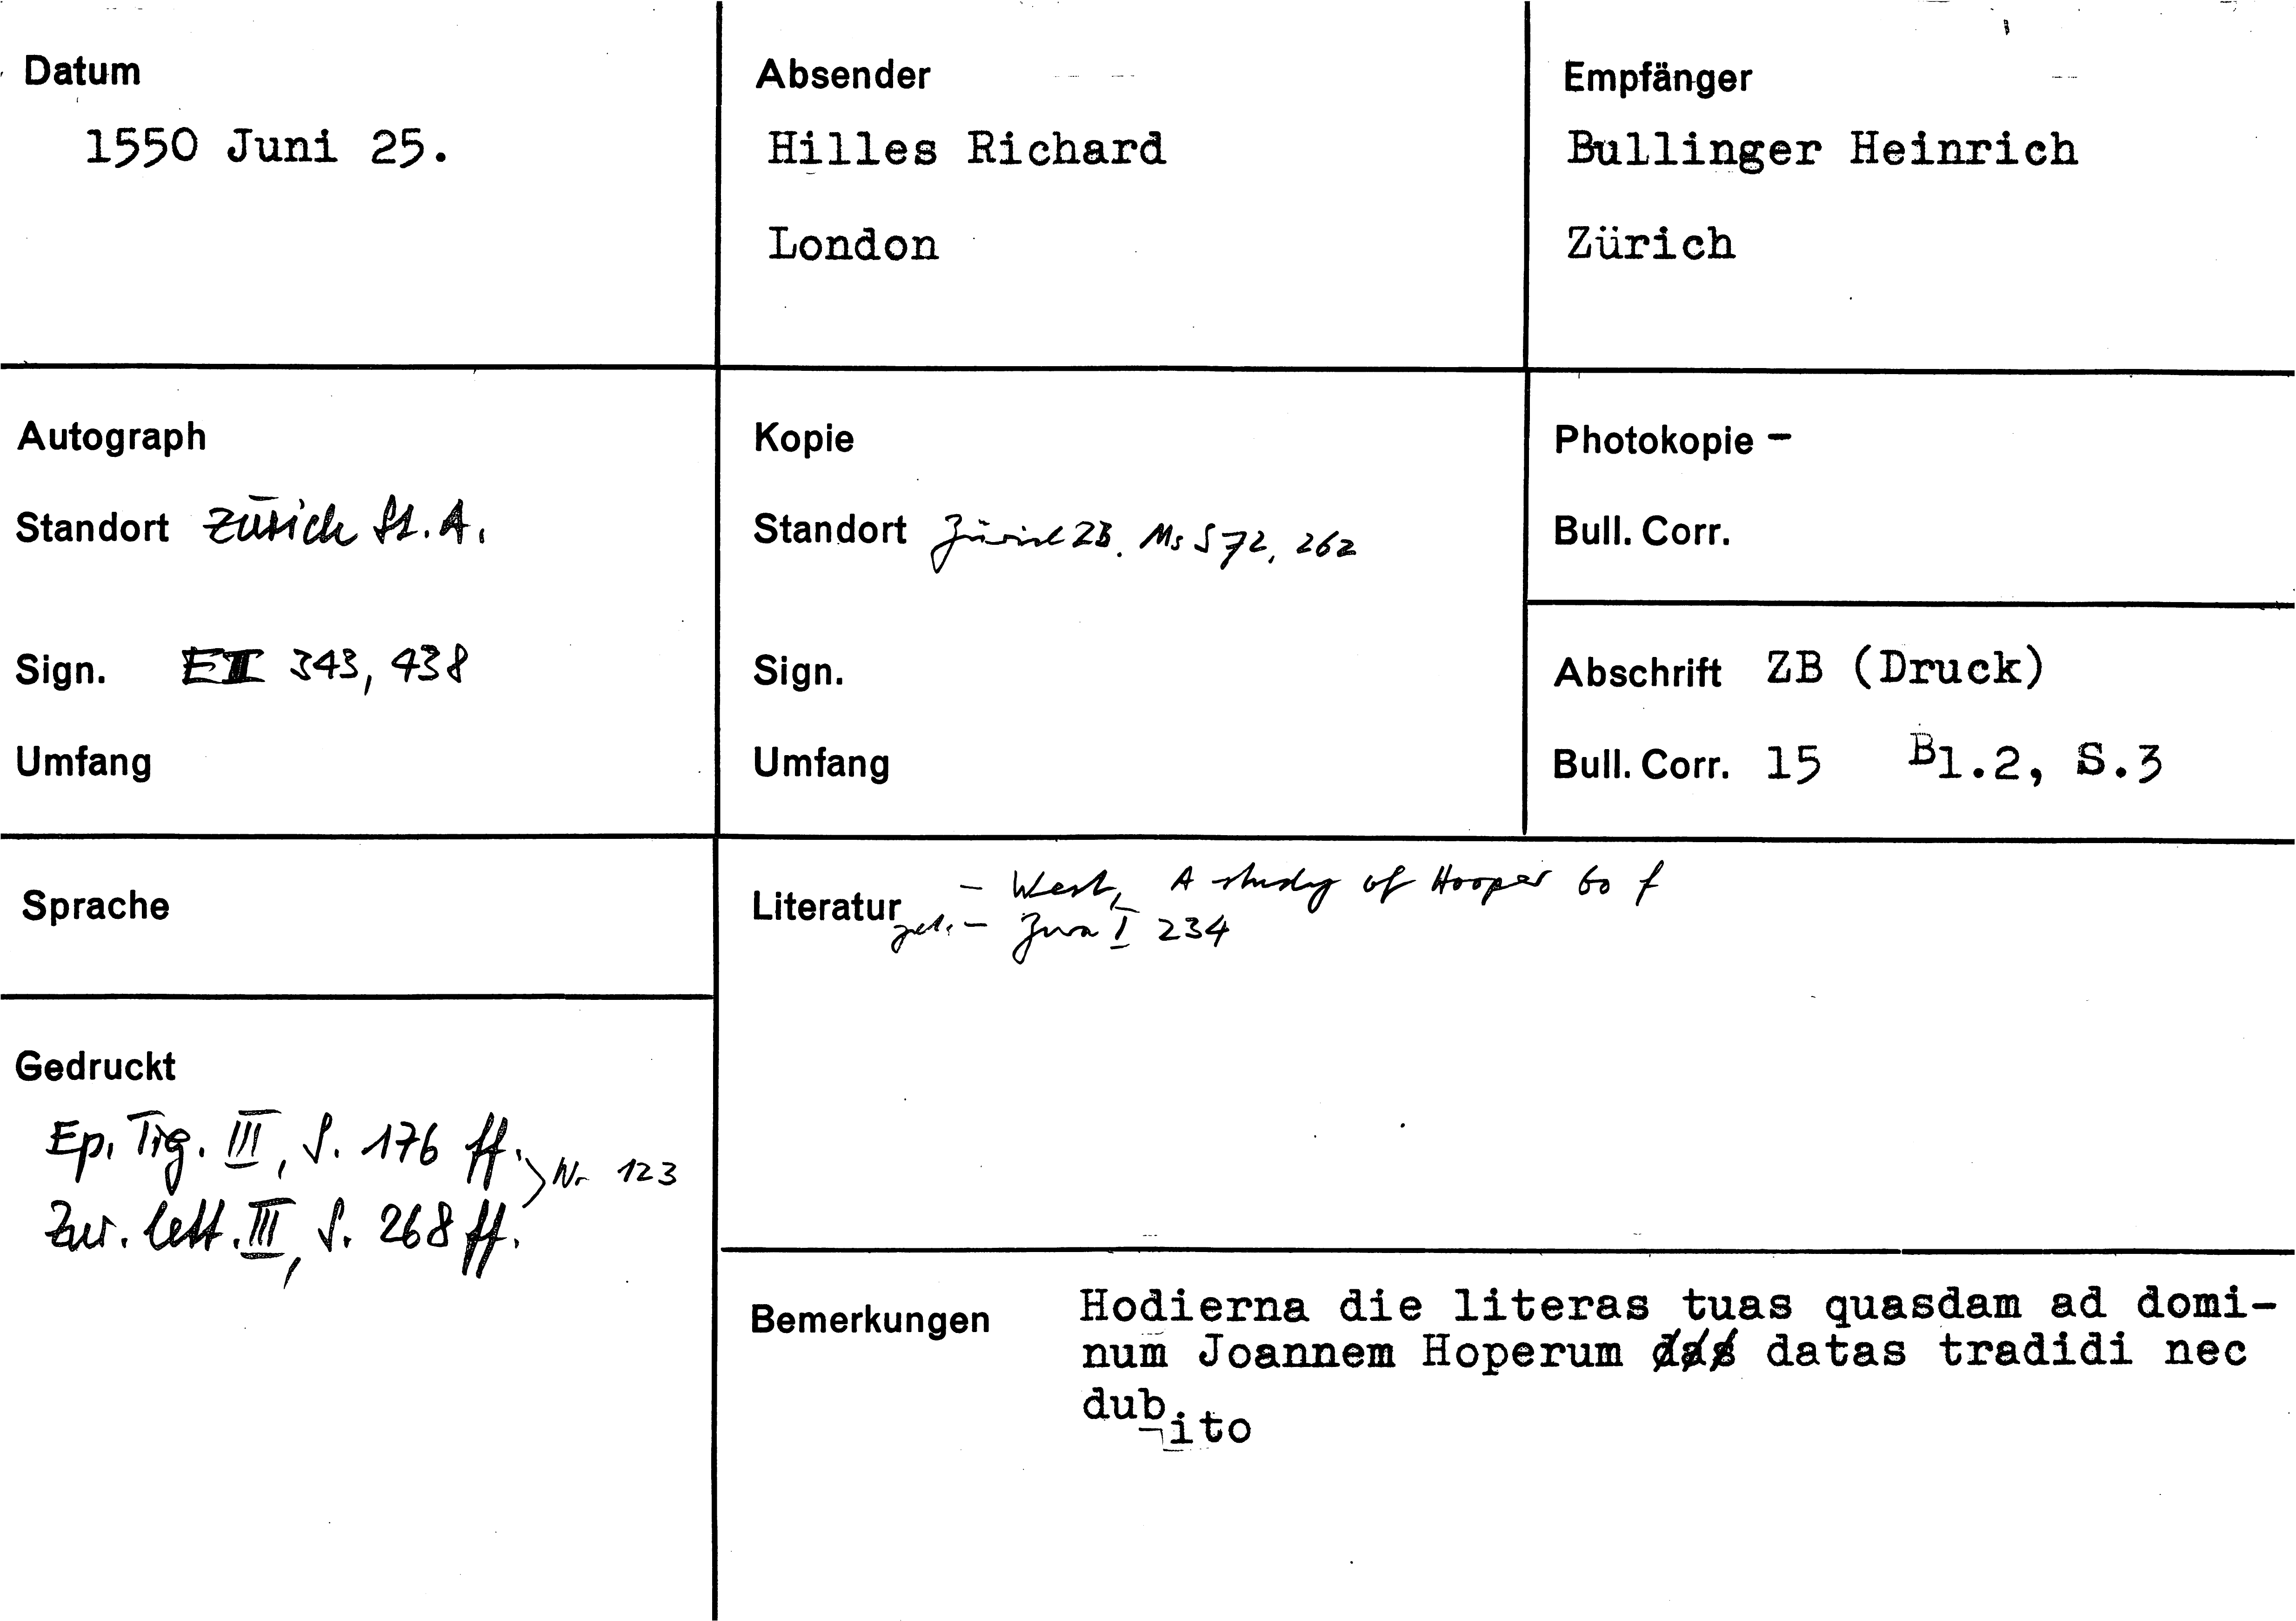 Datum
1550 Juni 25.
Absender
Hilles Richard
London
Empfänger
Bullinger Heinrich
Zürich
Autograph
Standort Zürich St. A.
Sign. E II 343, 438
Umfang
Kopie
Standort Zürich ZB. Ms S 72, 262
Sign.
Umfang
Photokopie -
Bull. Corr.
Abschrift ZB (Druck)
Bull. Corr. 15 Bl.2, S.3
Sprache
Literatur - West, A study of Hooper 60 f
- I 234
Gedruckt
Ep. Tig. III, S. 176 ff.
Nr 123
Zur. lett. III, S. 268 ff.
Bemerkungen
Hodierna die literas tuas quasdam ad domi-
num Joannem Hoperum das datas tradidi nec
dubito